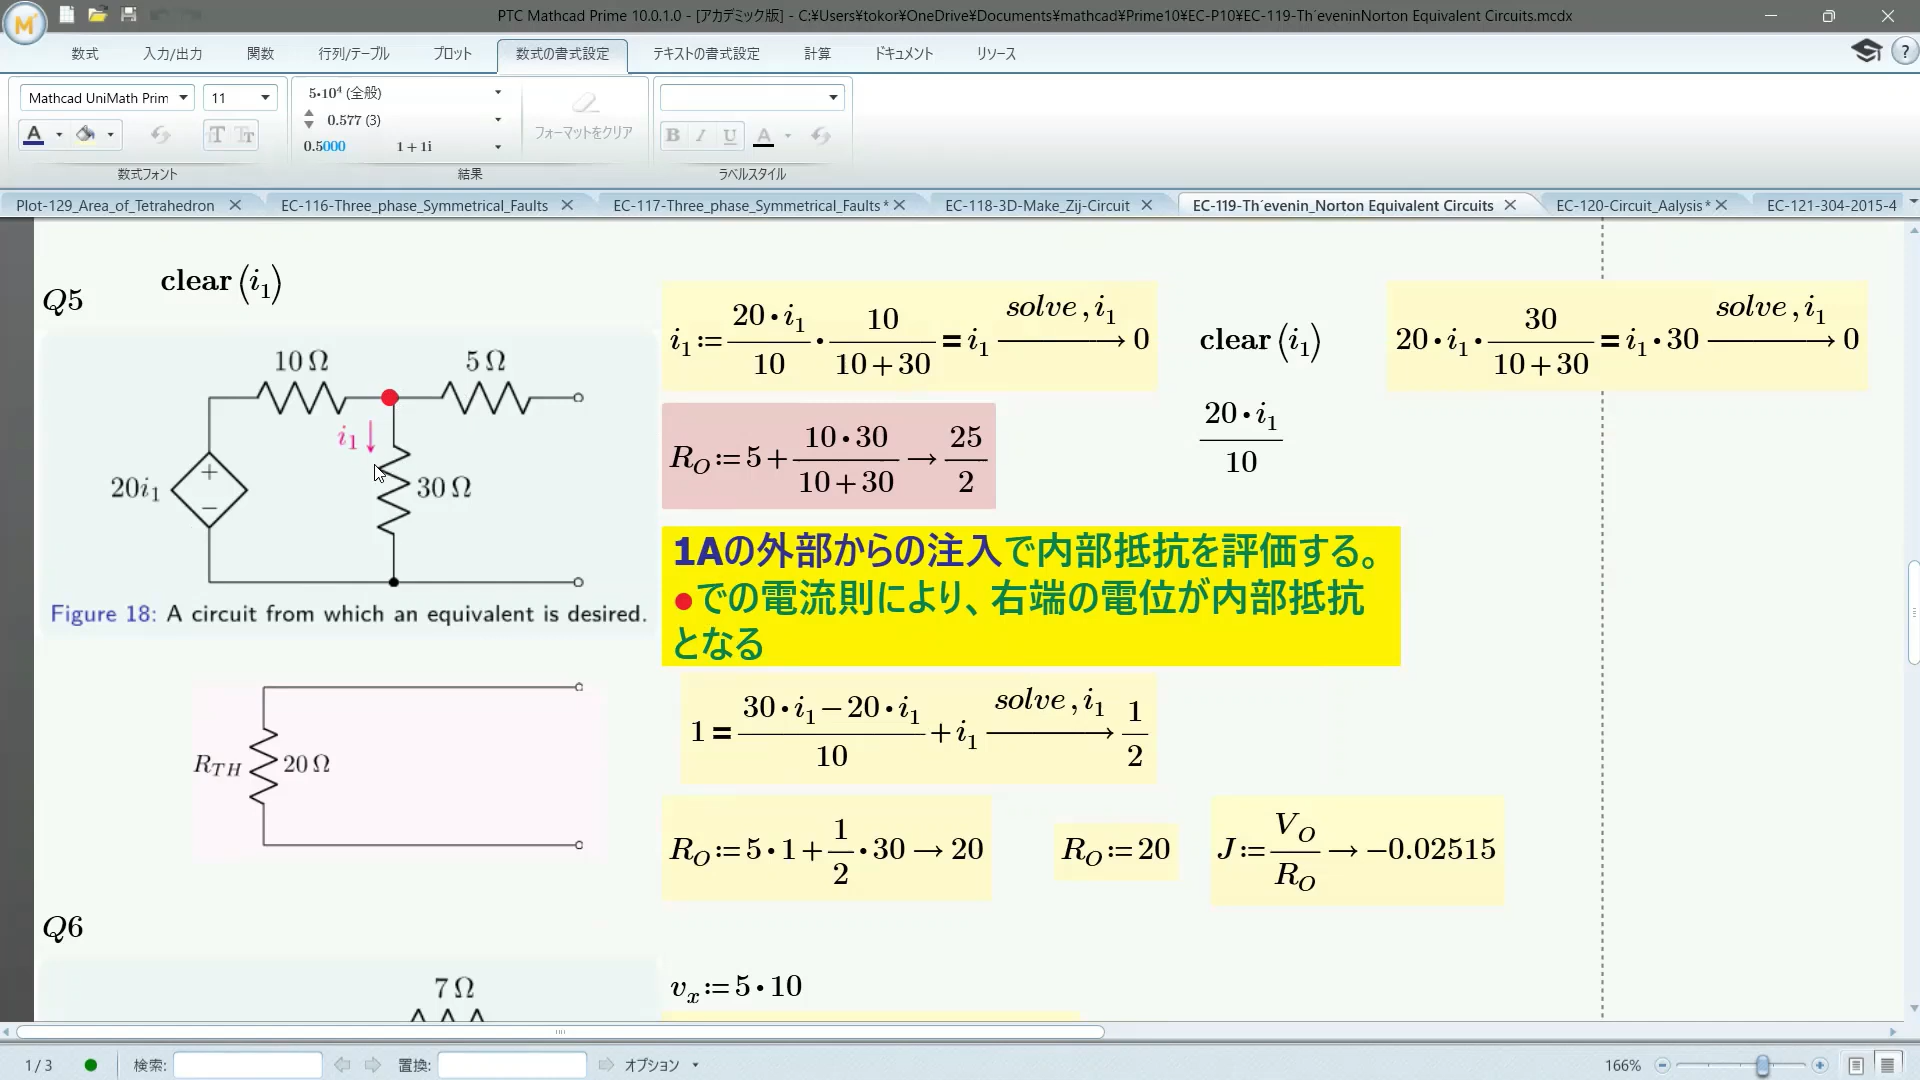 PTC Mathcad Prime 10.0.1.0 - [アカデミック版] - C:¥Users¥tokor¥OneDrive¥Documents¥mathcad¥Prime10¥EC-P10¥EC-119-Th´eveninNorton Equivalent Circuits.mcdx
数式 入力/出力 関数 行列/テーブル プロット 数式の書式設定 テキストの書式設定 計算 ドキュメント リソース
Mathcad UniMath Prim 11
5•10⁴ (全般)
0.577 (3)
0.5000 1 + 1i
フォーマットをクリア
B I U A
数式フォント 結果 ラベルスタイル
Plot-129_Area_of_Tetrahedron EC-116-Three_phase_Symmetrical_Faults EC-117-Three_phase_Symmetrical_Faults* EC-118-3D-Make_Zij-Circuit EC-119-Th´evenin_Norton Equivalent Circuits EC-120-Circuit_Aalysis* EC-121-304-2015-4
Q5 clear(i₁)
i₁ := 20•i₁/10 • 10/(10+30) = i₁ solve, i₁ → 0
clear(i₁)
20•i₁ • 30/(10+30) = i₁•30 solve, i₁ → 0
10 Ω 5 Ω
i₁
20i₁ + − 30 Ω
Figure 18: A circuit from which an equivalent is desired.
R_O := 5 + 10•30/(10+30) → 25/2
20•i₁/10
1Aの外部からの注入で内部抵抗を評価する。
●での電流則により、右端の電位が内部抵抗
となる
1 = (30•i₁ − 20•i₁)/10 + i₁ solve, i₁ → 1/2
R_TH 20 Ω
R_O := 5•1 + 1/2•30 → 20 R_O := 20 J := V_O/R_O → −0.02515
Q6
7 Ω
vₓ := 5•10
1 / 3 検索: 置換: オプション 166%